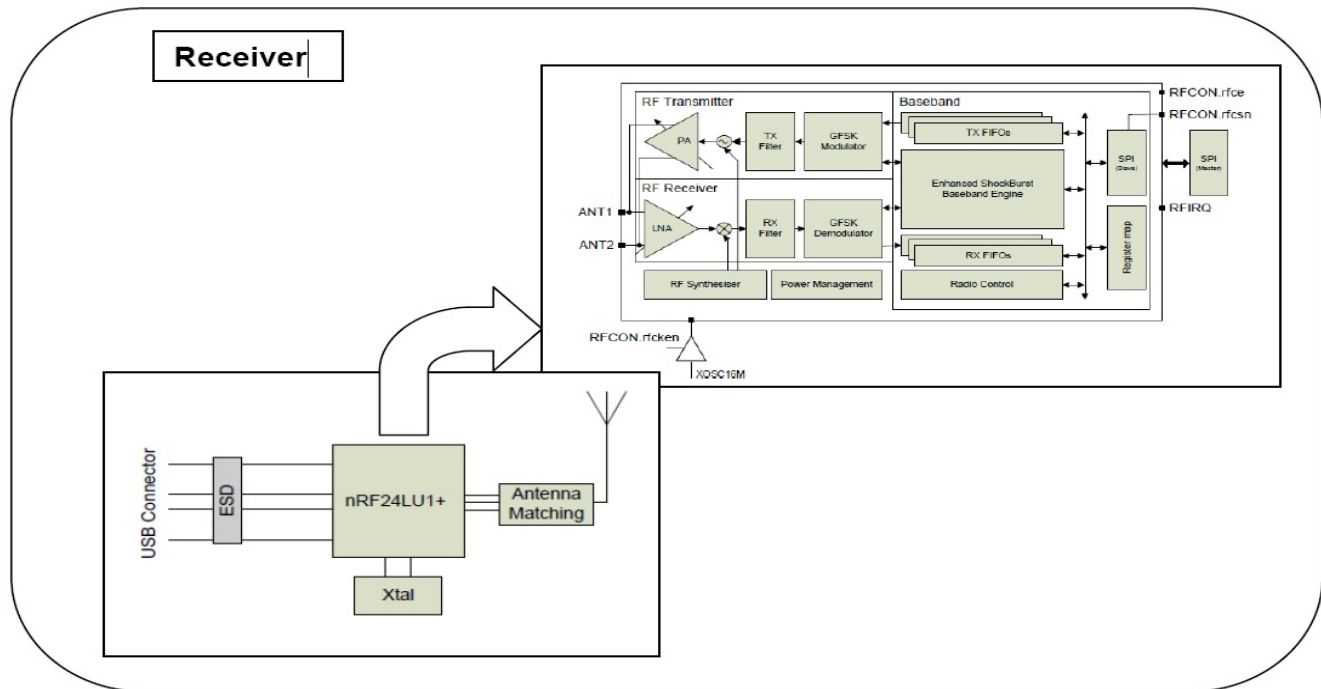 Receiver
RF Transmitter
Baseband
RFCON.rfce
RFCON.rfcsn
PA
TX
Filter
GFSK
Modulator
TX FIFOs
SPI
(Slave)
SPI
(Master)
Enhanced ShockBurst
Baseband Engine
RF Receiver
ANT1
ANT2
LNA
RX
Filter
GFSK
Demodulator
RFIRQ
RX FIFOs
Register map
RF Synthesiser
Power Management
Radio Control
RFCON.rfcken
XOSC16M
USB Connector
ESD
nRF24LU1+
Antenna
Matching
Xtal